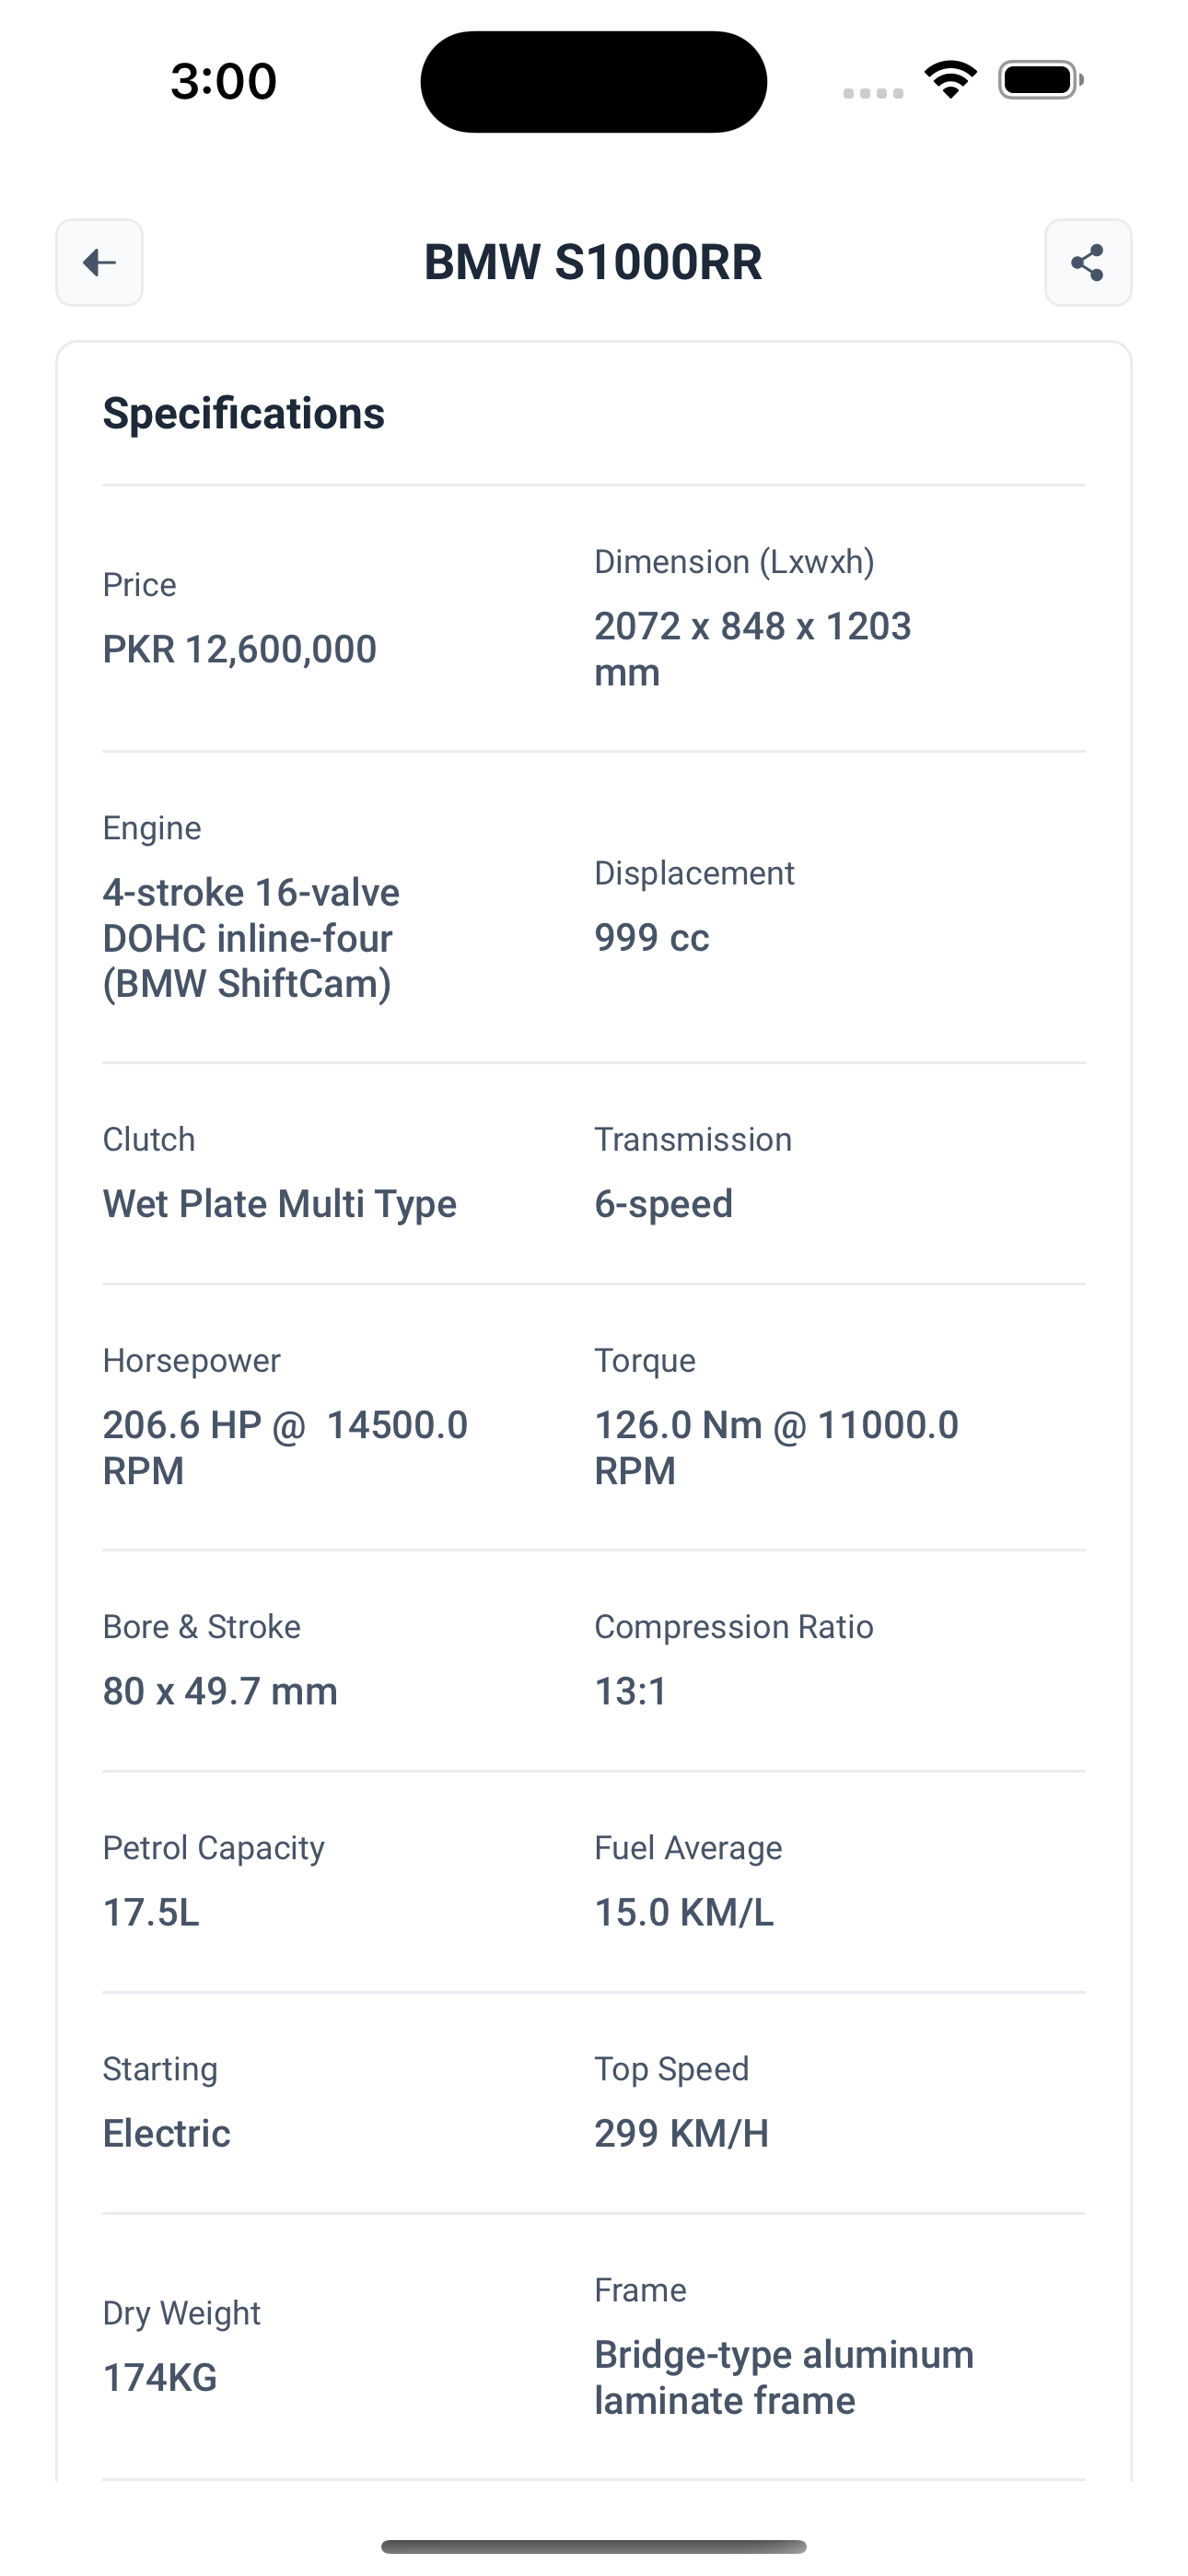 3:00
BMW S1000RR
Specifications
Price
PKR 12,600,000
Dimension (Lxwxh)
2072 x 848 x 1203
mm
Engine
4-stroke 16-valve
DOHC inline-four
(BMW ShiftCam)
Displacement
999 cc
Clutch
Wet Plate Multi Type
Transmission
6-speed
Horsepower
206.6 HP @  14500.0
RPM
Torque
126.0 Nm @ 11000.0
RPM
Bore & Stroke
80 x 49.7 mm
Compression Ratio
13:1
Petrol Capacity
17.5L
Fuel Average
15.0 KM/L
Starting
Electric
Top Speed
299 KM/H
Dry Weight
174KG
Frame
Bridge-type aluminum
laminate frame